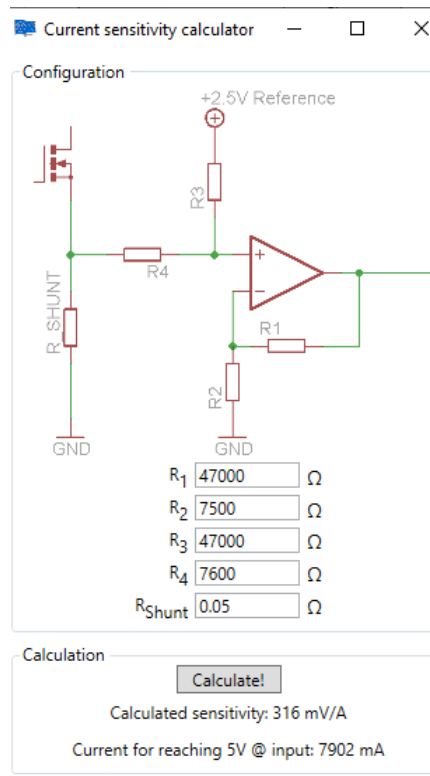 Current sensitivity calculator
Configuration
+2.5V Reference
R3
R4
R_SHUNT
R1
R2
GND
GND
R1 47000 Ω
R2 7500 Ω
R3 47000 Ω
R4 7600 Ω
RShunt 0.05 Ω
Calculation
Calculate!
Calculated sensitivity: 316 mV/A
Current for reaching 5V @ input: 7902 mA